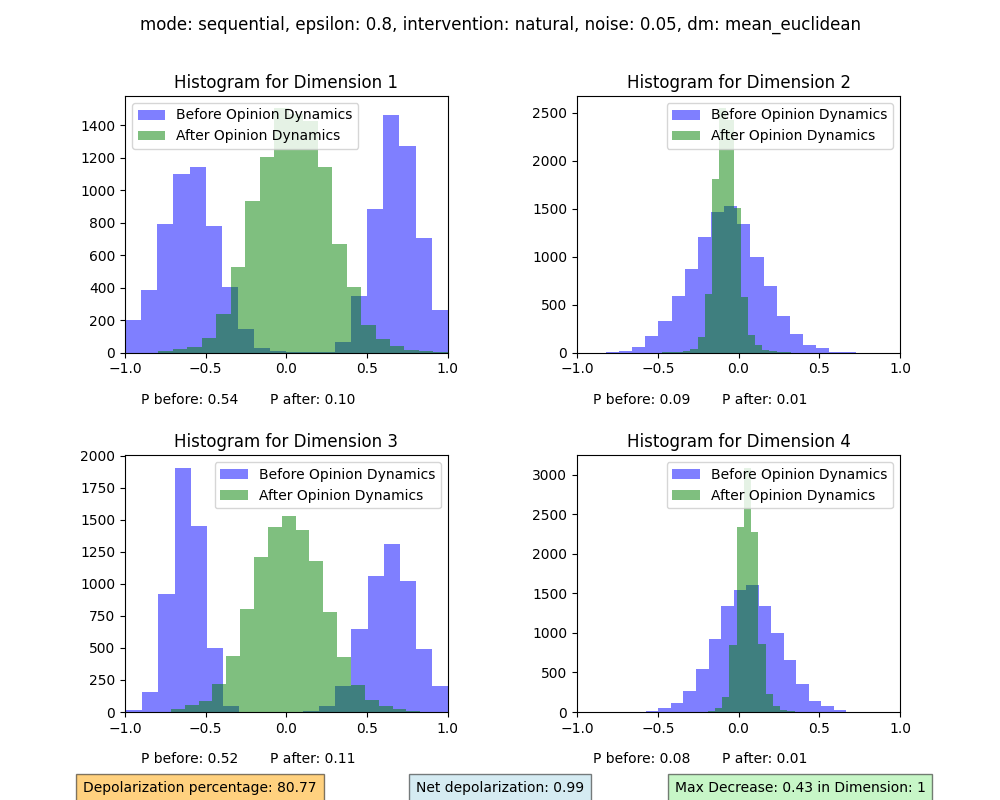 mode: sequential, epsilon: 0.8, intervention: natural, noise: 0.05, dm: mean_euclidean
Histogram for Dimension 1
Before Opinion Dynamics
After Opinion Dynamics
1400
1200
1000
800
600
400
200
0
−1.0 −0.5 0.0 0.5 1.0
P before: 0.54 P after: 0.10
Histogram for Dimension 2
Before Opinion Dynamics
After Opinion Dynamics
2500
2000
1500
1000
500
0
−1.0 −0.5 0.0 0.5 1.0
P before: 0.09 P after: 0.01
Histogram for Dimension 3
Before Opinion Dynamics
After Opinion Dynamics
2000
1750
1500
1250
1000
750
500
250
0
−1.0 −0.5 0.0 0.5 1.0
P before: 0.52 P after: 0.11
Histogram for Dimension 4
Before Opinion Dynamics
After Opinion Dynamics
3000
2500
2000
1500
1000
500
0
−1.0 −0.5 0.0 0.5 1.0
P before: 0.08 P after: 0.01
Depolarization percentage: 80.77
Net depolarization: 0.99
Max Decrease: 0.43 in Dimension: 1